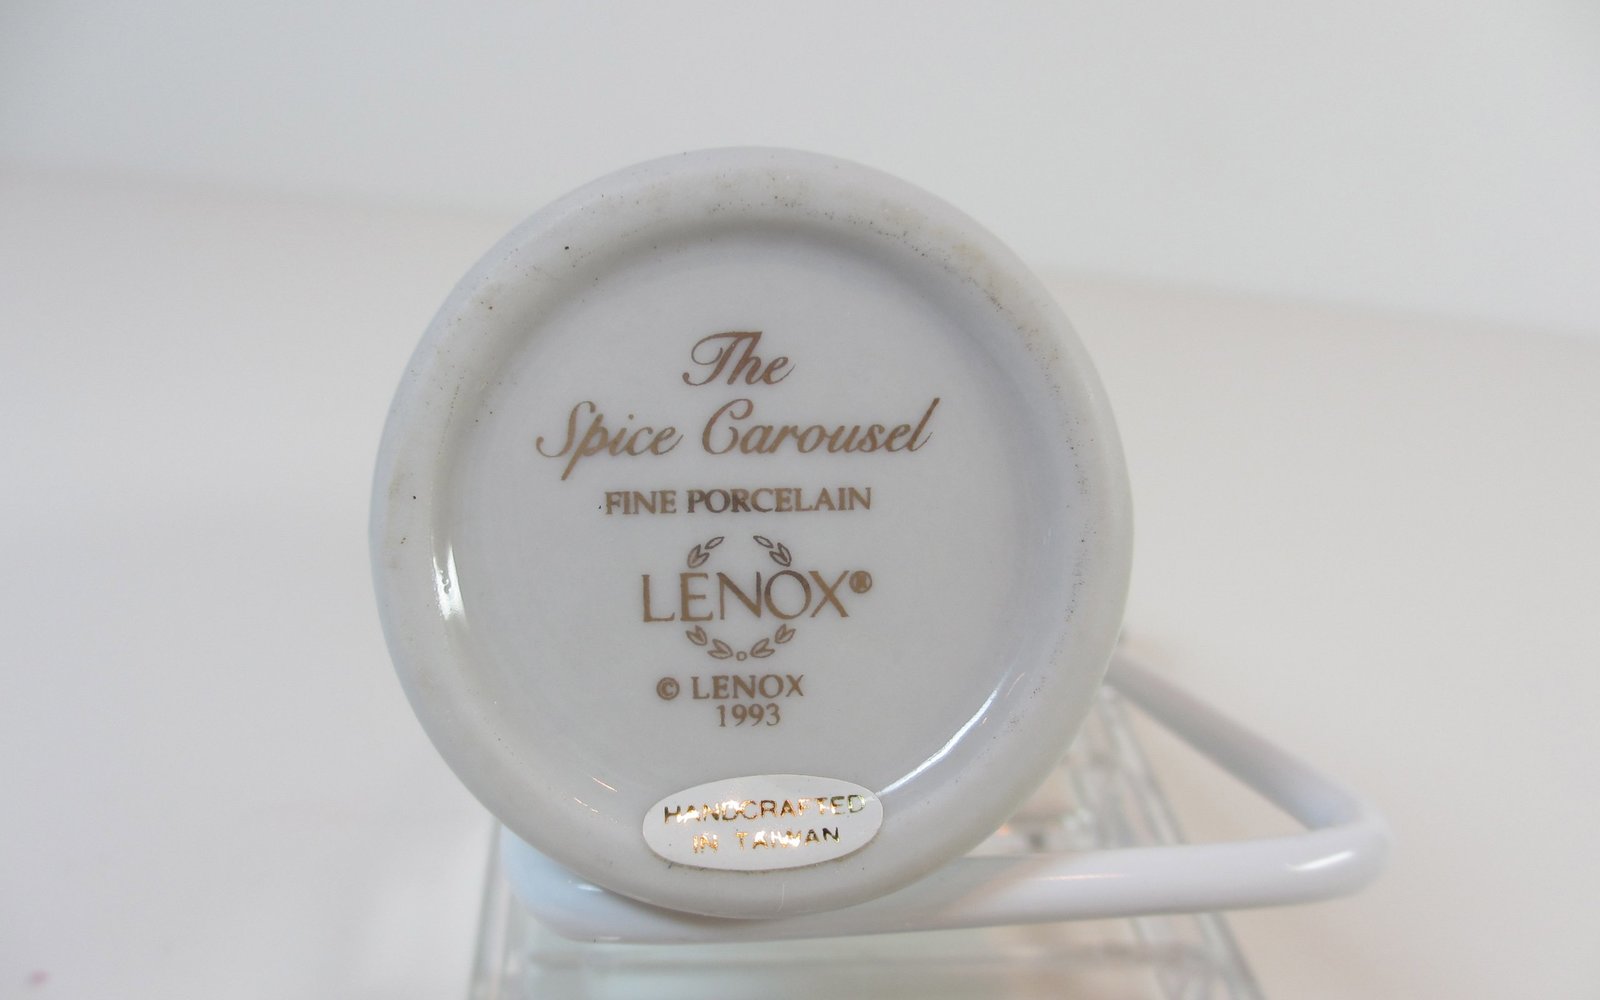 The
Spice Carousel
FINE PORCELAIN
LENOX®
© LENOX
1993
HANDCRAFTED
IN TAIWAN